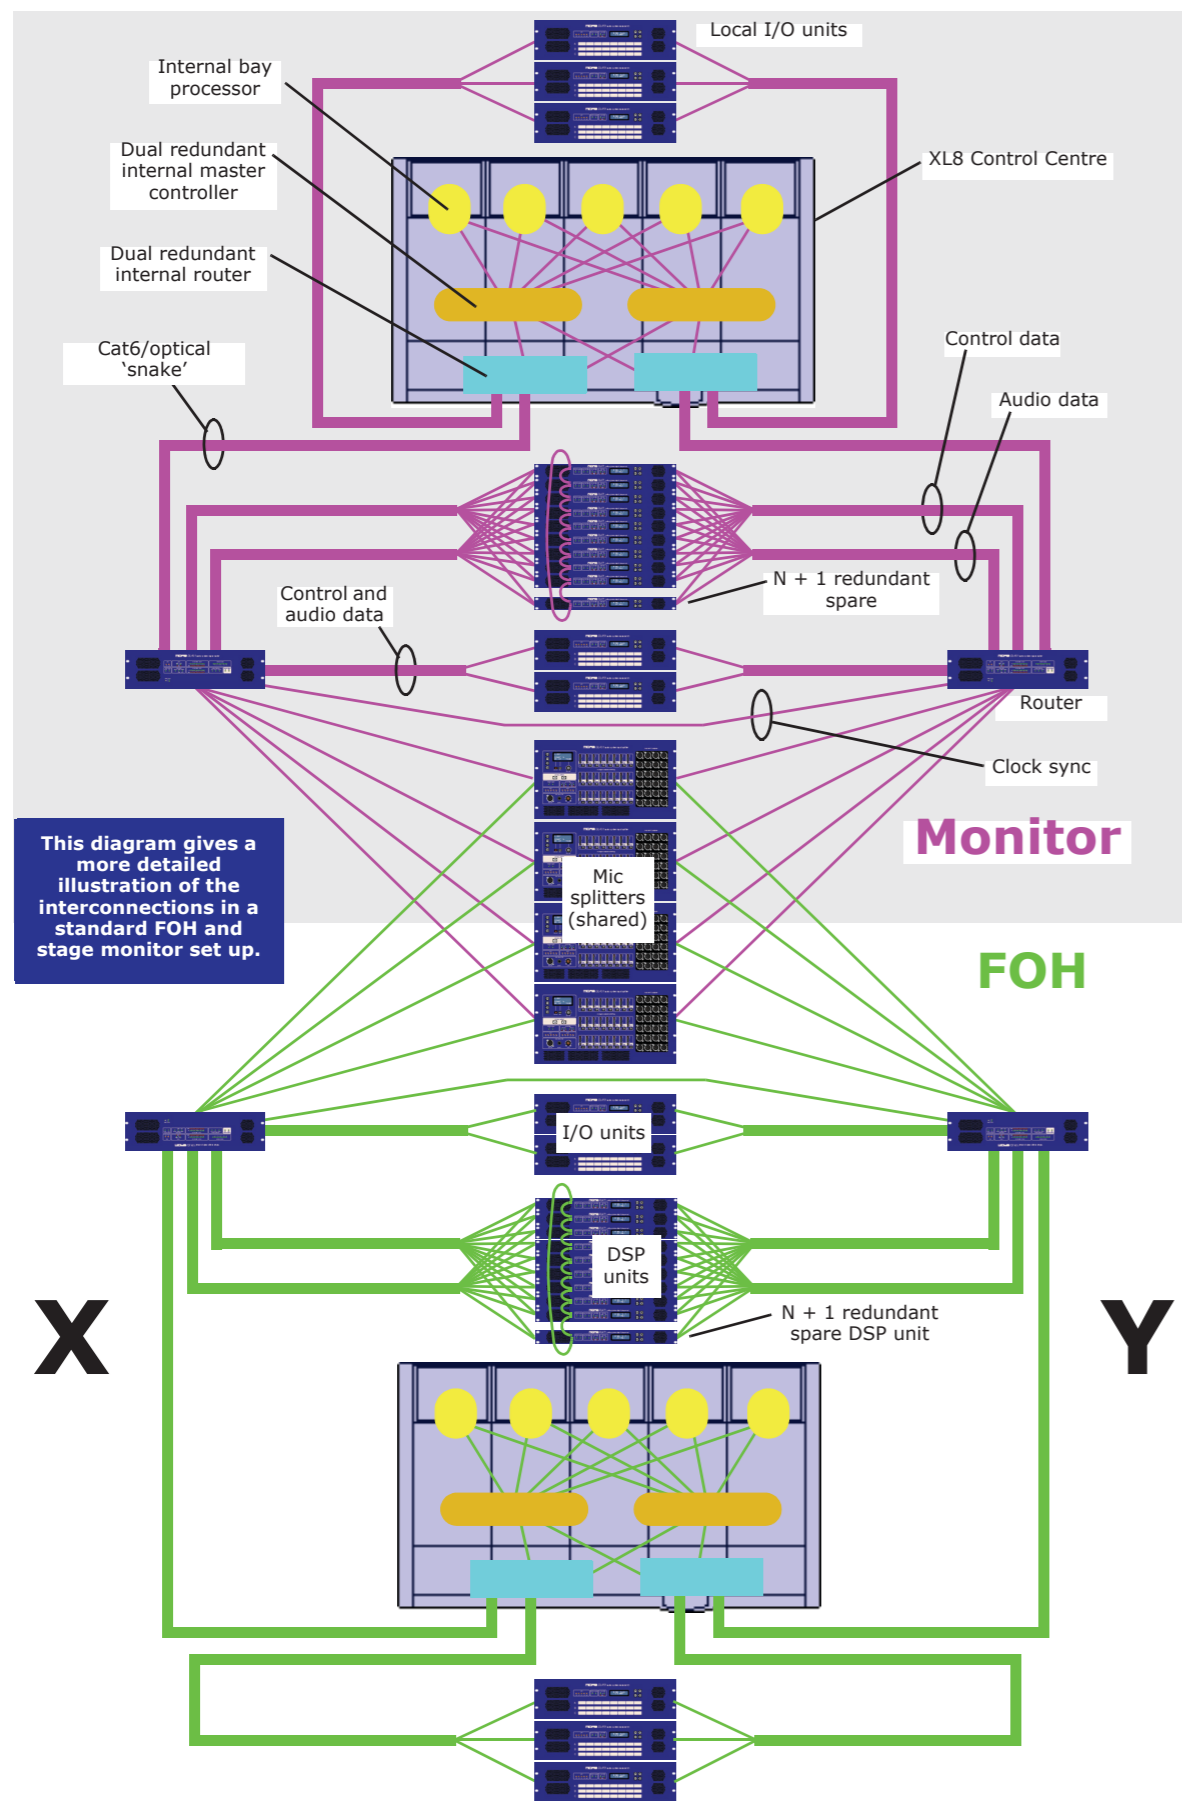 Local I/O units
Internal bay
processor
Dual redundant
internal master
controller
XL8 Control Centre
Dual redundant
internal router
Cat6/optical
‘snake’
Control data
Audio data
N + 1 redundant
spare
Control and
audio data
Router
Clock sync
Monitor
This diagram gives a
more detailed
illustration of the
interconnections in a
standard FOH and
stage monitor set up.
Mic
splitters
(shared)
FOH
I/O units
DSP
units
X
Y
N + 1 redundant
spare DSP unit